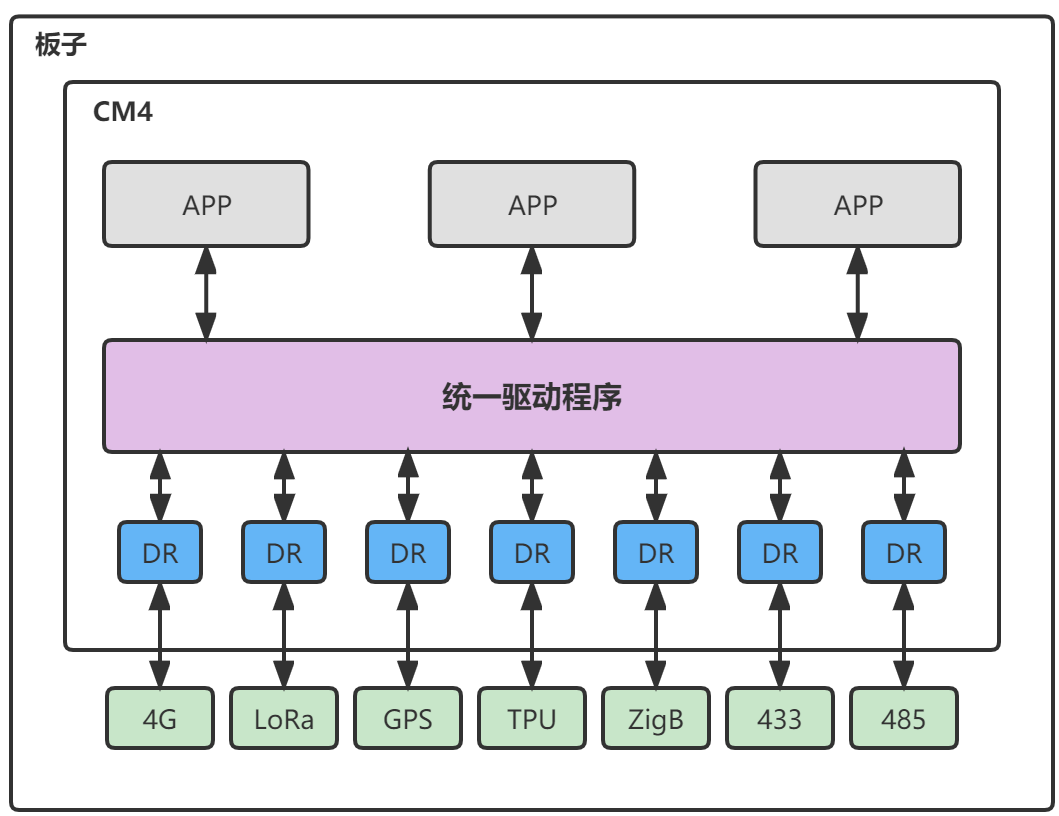 板子
CM4
APP
APP
APP
统一驱动程序
DR
DR
DR
DR
DR
DR
DR
4G
LoRa
GPS
TPU
ZigB
433
485